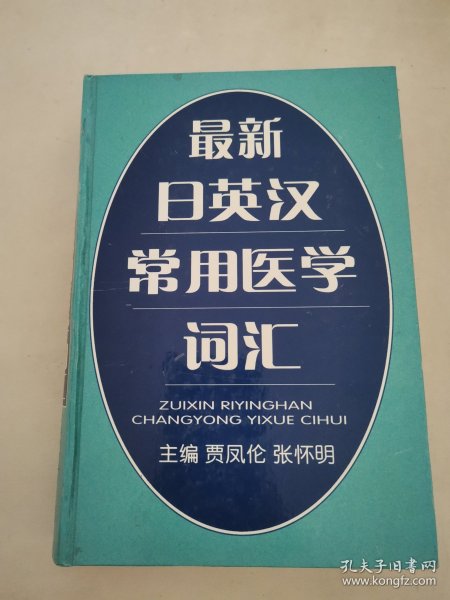 最新
日英汉
常用医学
词汇
ZUIXIN RIYINGHAN
CHANGYONG YIXUE CIHUI
主编 贾凤伦 张怀明
孔夫子旧书网
www.kongfz.com